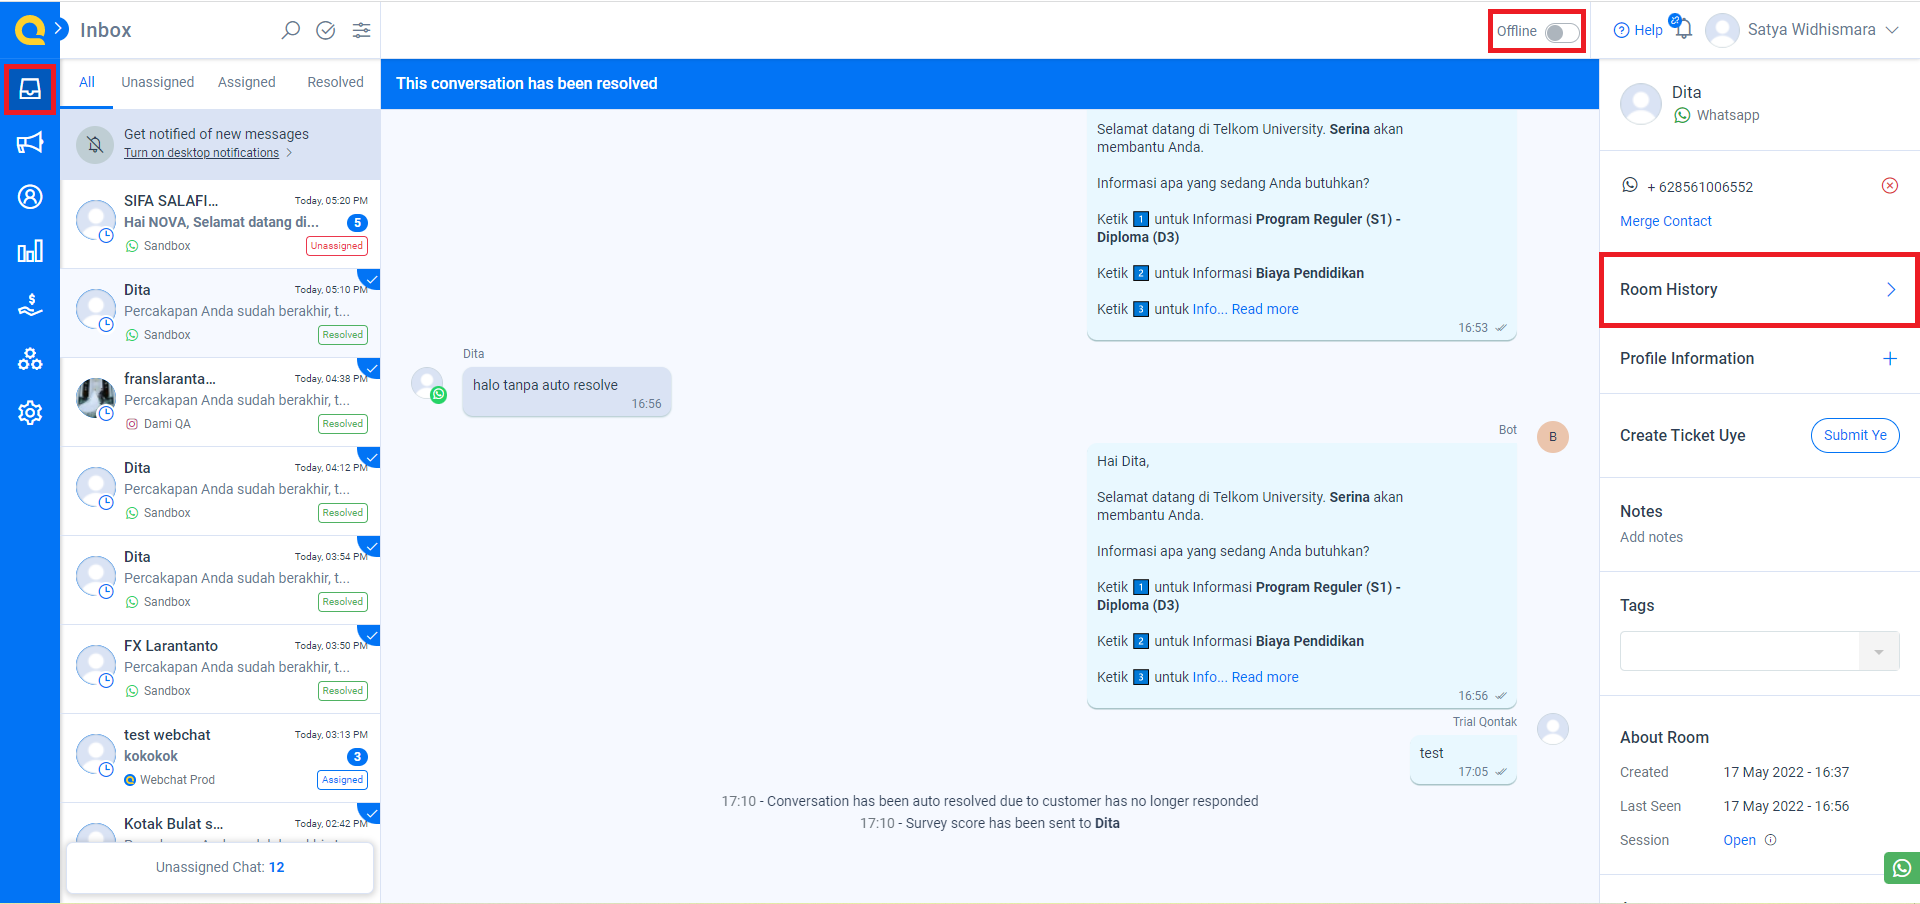 Inbox
Offline
Help
Satya Widhismara
All
Unassigned
Assigned
Resolved
Get notified of new messages
Turn on desktop notifications
SIFA SALAFI...
Today, 05:20 PM
Hai NOVA, Selamat datang di...
5
Sandbox
Unassigned
Dita
Today, 05:10 PM
Percakapan Anda sudah berakhir, t...
Sandbox
Resolved
franslaranta...
Today, 04:38 PM
Percakapan Anda sudah berakhir, t...
Dami QA
Resolved
Dita
Today, 04:12 PM
Percakapan Anda sudah berakhir, t...
Sandbox
Resolved
Dita
Today, 03:54 PM
Percakapan Anda sudah berakhir, t...
Sandbox
Resolved
FX Larantanto
Today, 03:50 PM
Percakapan Anda sudah berakhir, t...
Sandbox
Resolved
test webchat
Today, 03:13 PM
kokokok
3
Webchat Prod
Assigned
Kotak Bulat s...
Today, 02:42 PM
Unassigned Chat: 12
This conversation has been resolved
Selamat datang di Telkom University. Serina akan
membantu Anda.
Informasi apa yang sedang Anda butuhkan?
Ketik 1 untuk Informasi Program Reguler (S1) -
Diploma (D3)
Ketik 2 untuk Informasi Biaya Pendidikan
Ketik 3 untuk Info... Read more
16:53
Dita
halo tanpa auto resolve
16:56
Bot
B
Hai Dita,
Selamat datang di Telkom University. Serina akan
membantu Anda.
Informasi apa yang sedang Anda butuhkan?
Ketik 1 untuk Informasi Program Reguler (S1) -
Diploma (D3)
Ketik 2 untuk Informasi Biaya Pendidikan
Ketik 3 untuk Info... Read more
16:56
Trial Qontak
test
17:05
17:10 - Conversation has been auto resolved due to customer has no longer responded
17:10 - Survey score has been sent to Dita
Dita
Whatsapp
+ 628561006552
Merge Contact
Room History
Profile Information
Create Ticket Uye
Submit Ye
Notes
Add notes
Tags
About Room
Created
17 May 2022 - 16:37
Last Seen
17 May 2022 - 16:56
Session
Open